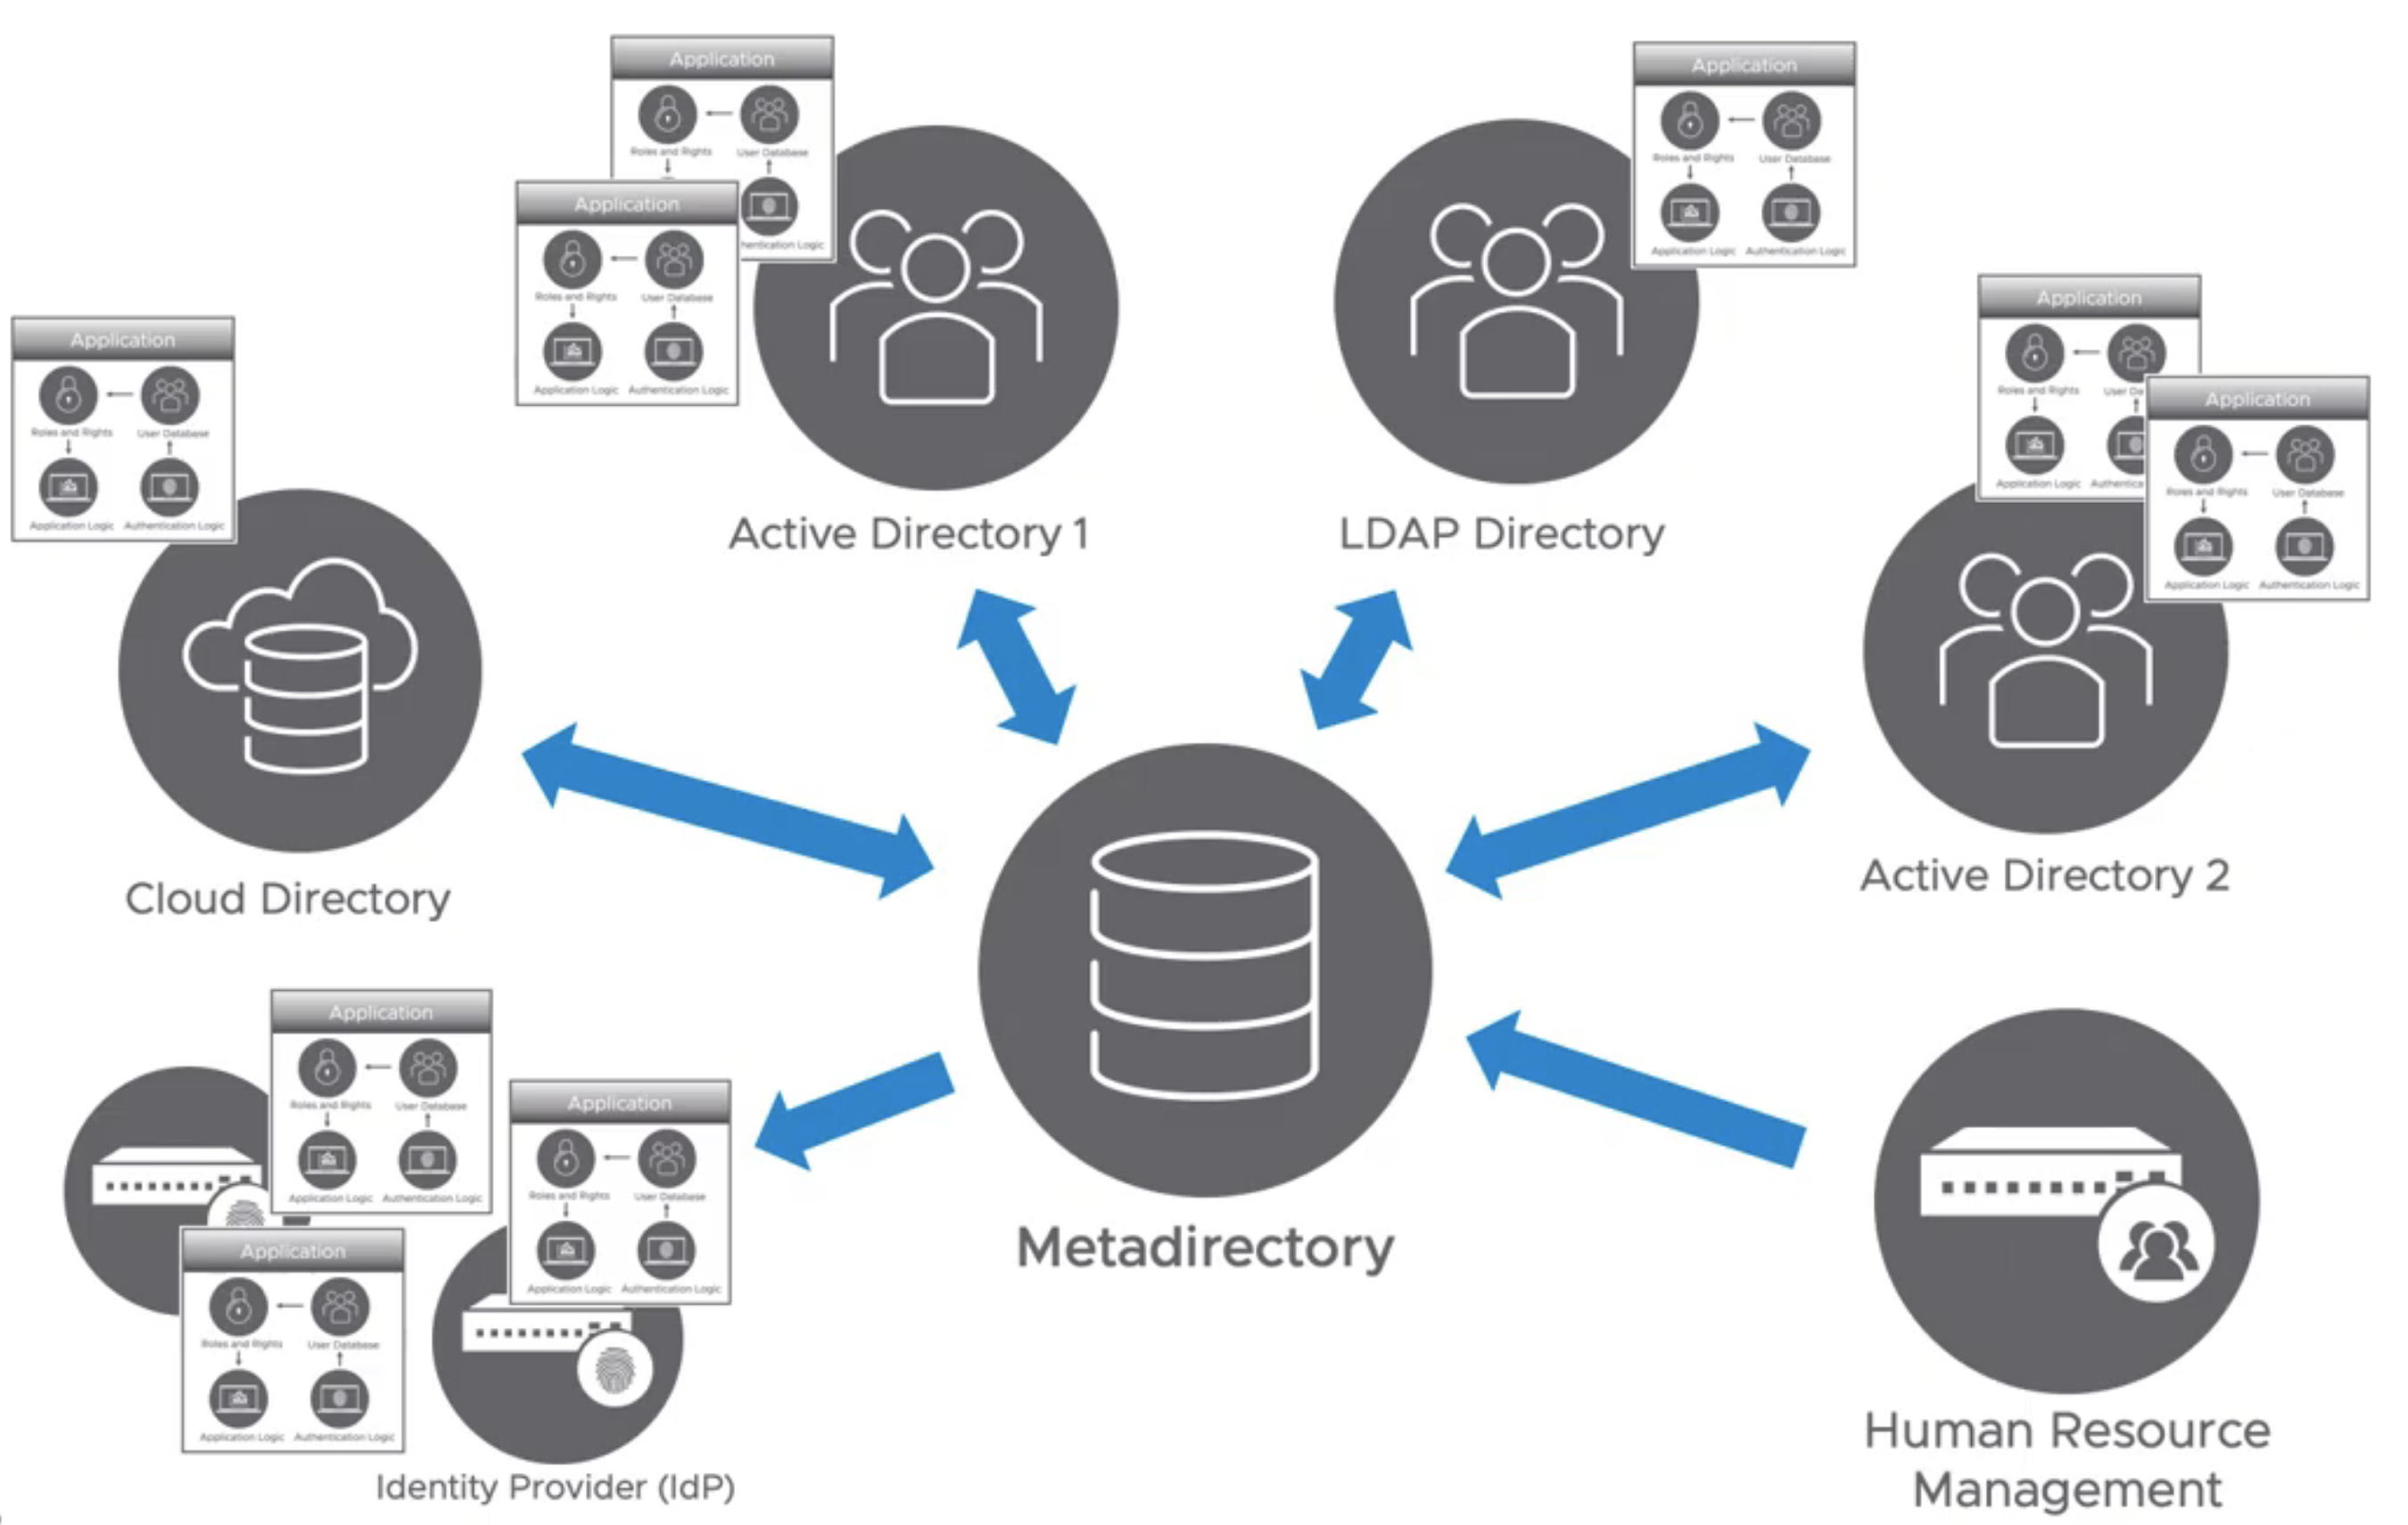 Application
Roles and Rights
User Database
hentication Logic
Application
Roles and Rights
User Database
Application Logic
Authentication Logic
Active Directory 1
Application
Roles and Rights
User Database
Application Logic
Authentication Logic
LDAP Directory
Application
Roles and Rights
User Da
Application Logic
Authentica
Application
Roles and Rights
User Database
Application Logic
Authentication Logic
Active Directory 2
Application
Roles and Rights
User Database
Application Logic
Authentication Logic
Cloud Directory
Metadirectory
Application
Roles and Rights
User Database
Application Logic
Authentication Logic
Application
Roles and Rights
User Database
Application Logic
Authentication Logic
Application
Roles and Rights
User Database
Application Logic
Authentication Logic
Identity Provider (IdP)
Human Resource
Management